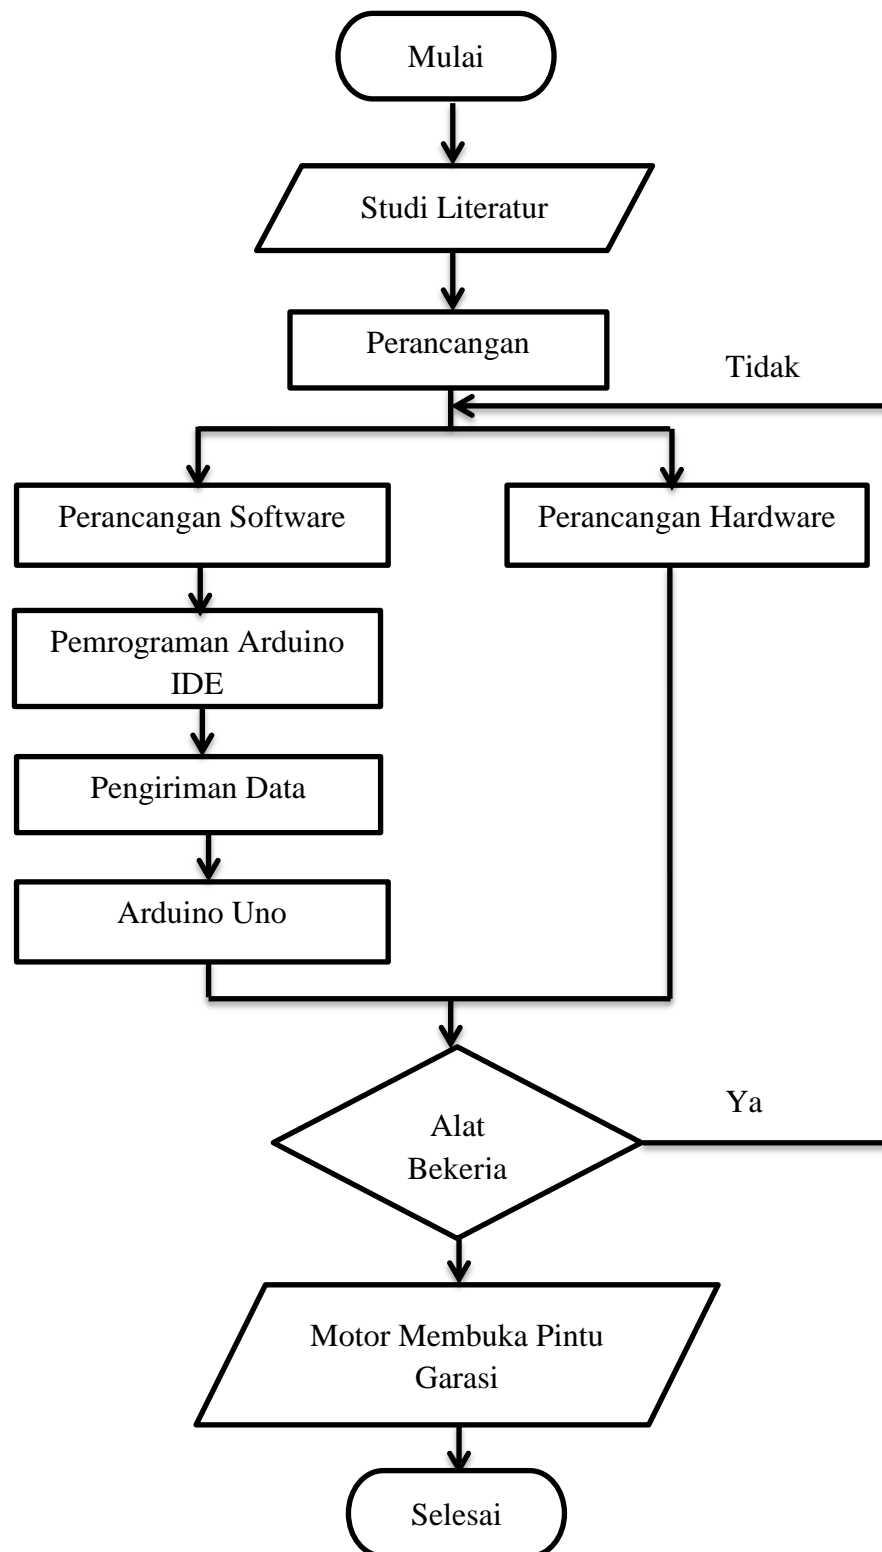 Mulai
Studi Literatur
Perancangan
Tidak
Perancangan Software
Perancangan Hardware
Pemrograman Arduino
IDE
Pengiriman Data
Arduino Uno
Ya
Alat
Bekerja
Motor Membuka Pintu
Garasi
Selesai